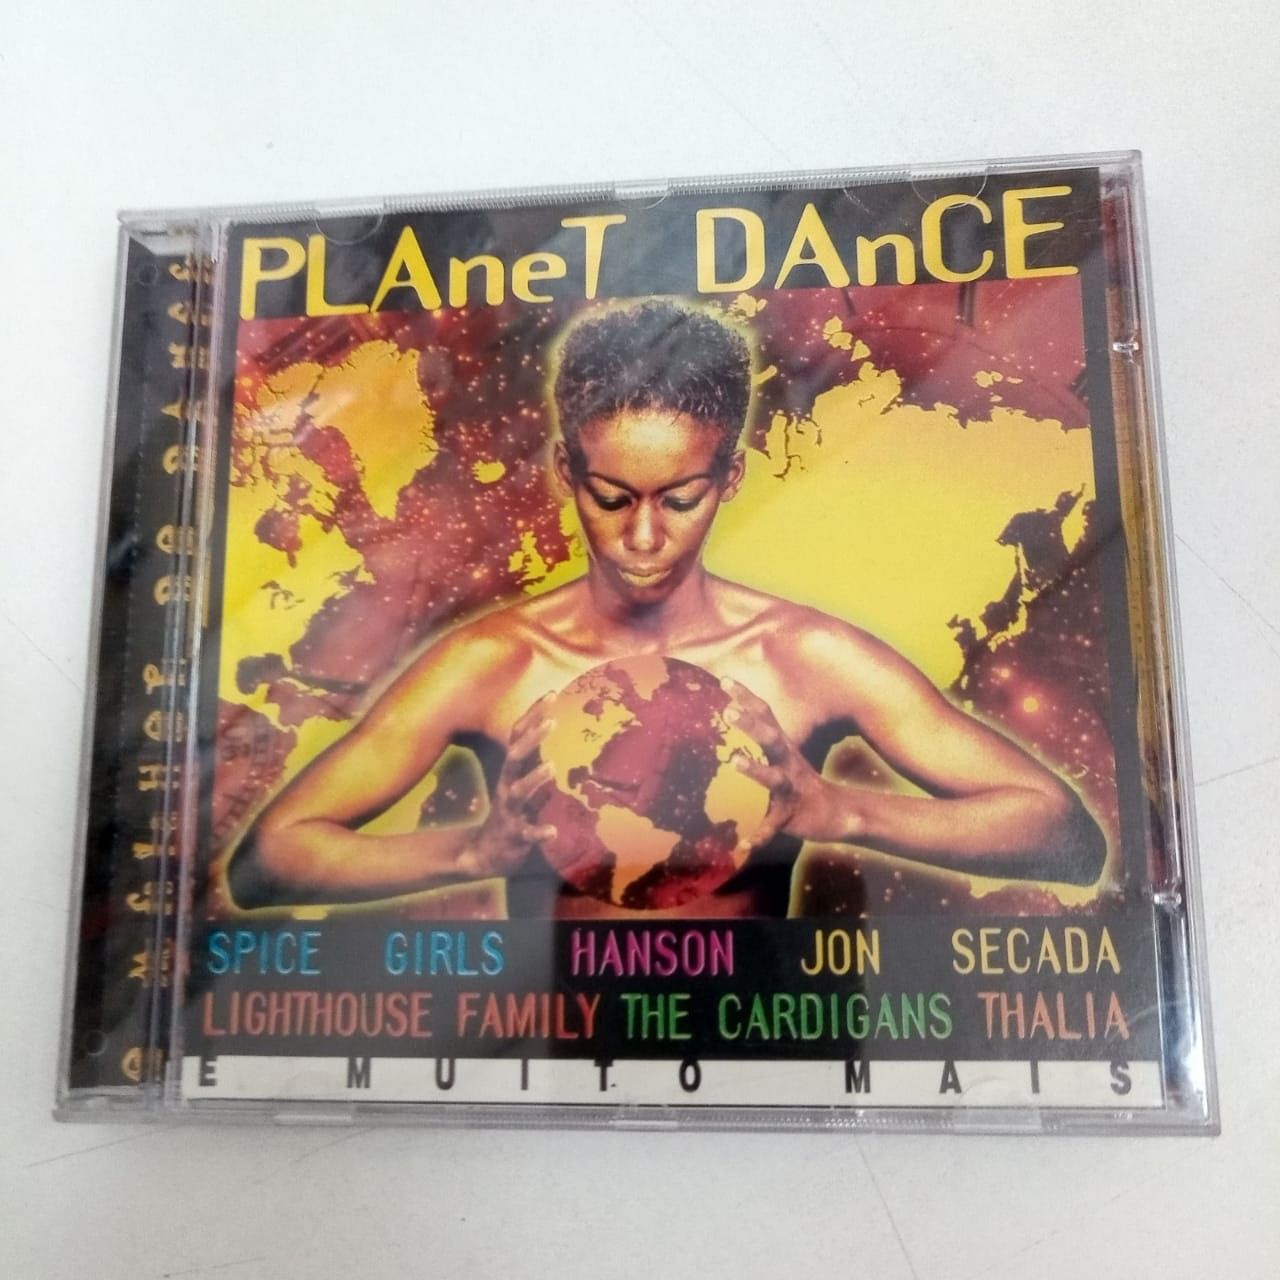 PLAneT DAnCE
SPICE GIRLS HANSON JON SECADA
LIGHTHOUSE FAMILY THE CARDIGANS THALIA
E MUITO MAIS